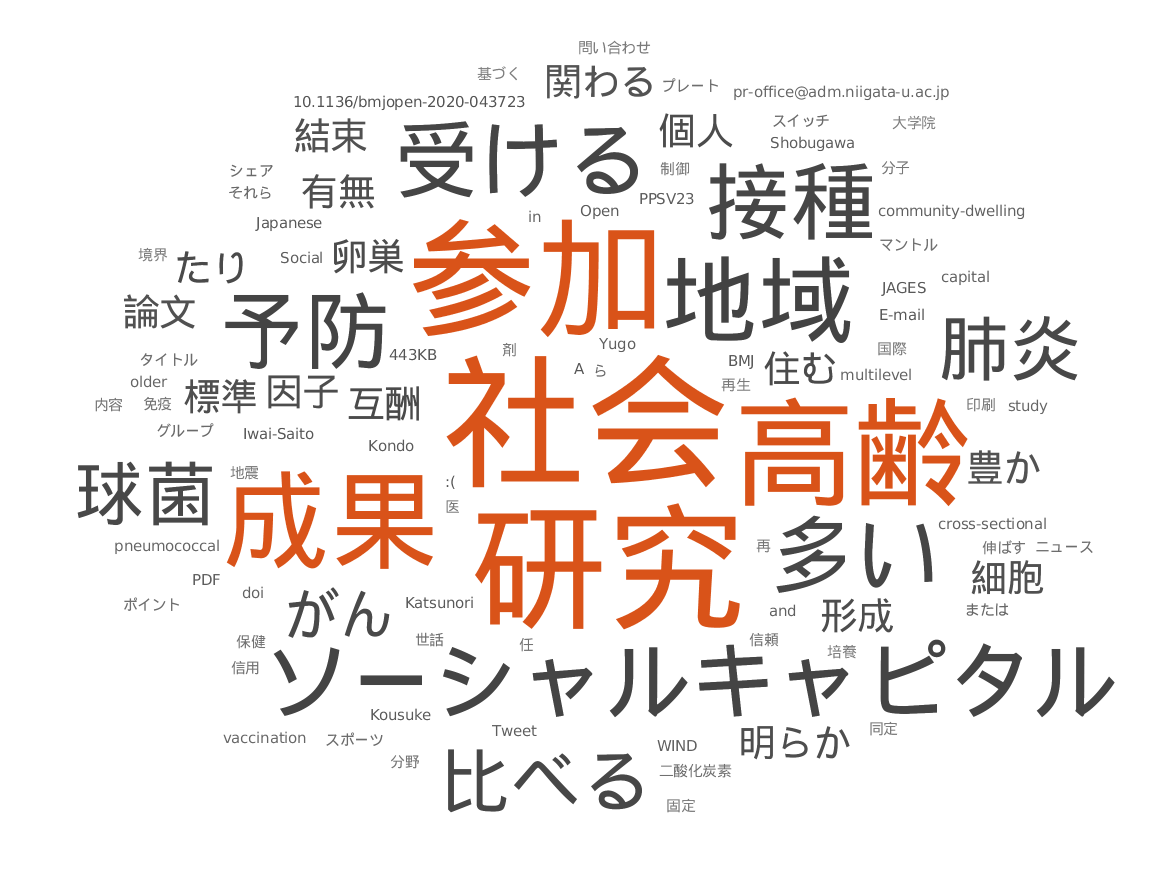 問い合わせ
基づく
関わる
プレート
pr-office@adm.niigata-u.ac.jp
10.1136/bmjopen-2020-043723
結束
受ける
個人
スイッチ
大学院
Shobugawa
シェア
それら
有無
制御
接種
分子
PPSV23
Japanese
in
Open
community-dwelling
境界
たり
Social
卵巣
参加
地域
マントル
JAGES
capital
論文
予防
E-mail
肺炎
タイトル
443KB
剤
Yugo
BMJ
住む
国際
older
標準
因子
互酬
A
ら
再生
multilevel
内容
免疫
社会
高齢
印刷
study
グループ
Iwai-Saito
Kondo
豊か
球菌
地震
成果
:(
医
研究
多い
cross-sectional
pneumococcal
再
伸ばす
ニュース
PDF
doi
がん
Katsunori
細胞
ポイント
and
形成
または
保健
世話
任
信頼
培養
信用
ソーシャルキャピタル
Kousuke
vaccination
スポーツ
Tweet
WIND
明らか
同定
分野
比べる
二酸化炭素
固定